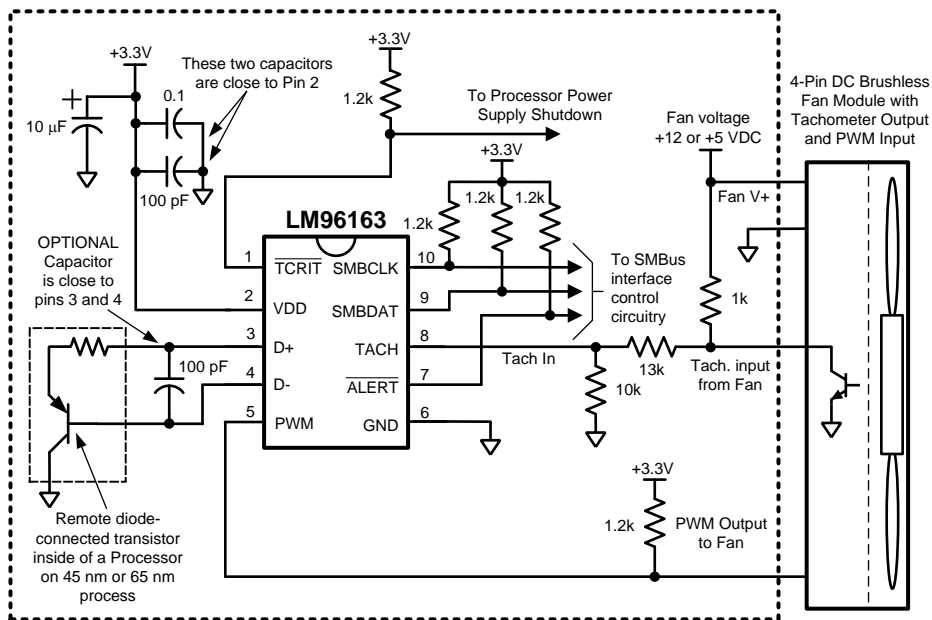 +3.3V
10 μF
+
0.1
100 pF
These two capacitors
are close to Pin 2
+3.3V
1.2k
To Processor Power
Supply Shutdown
+3.3V
1.2k
1.2k
1.2k
Fan voltage
+12 or +5 VDC
Fan V+
4-Pin DC Brushless
Fan Module with
Tachometer Output
and PWM Input
LM96163
1
TCRIT
SMBCLK
10
2
VDD
SMBDAT
9
3
D+
TACH
8
4
D-
ALERT
7
5
PWM
GND
6
OPTIONAL
Capacitor
is close to
pins 3 and 4
100 pF
To SMBus
interface
control
circuitry
Tach In
13k
10k
1k
Tach. input
from Fan
+3.3V
1.2k
PWM Output
to Fan
Remote diode-
connected transistor
inside of a Processor
on 45 nm or 65 nm
process